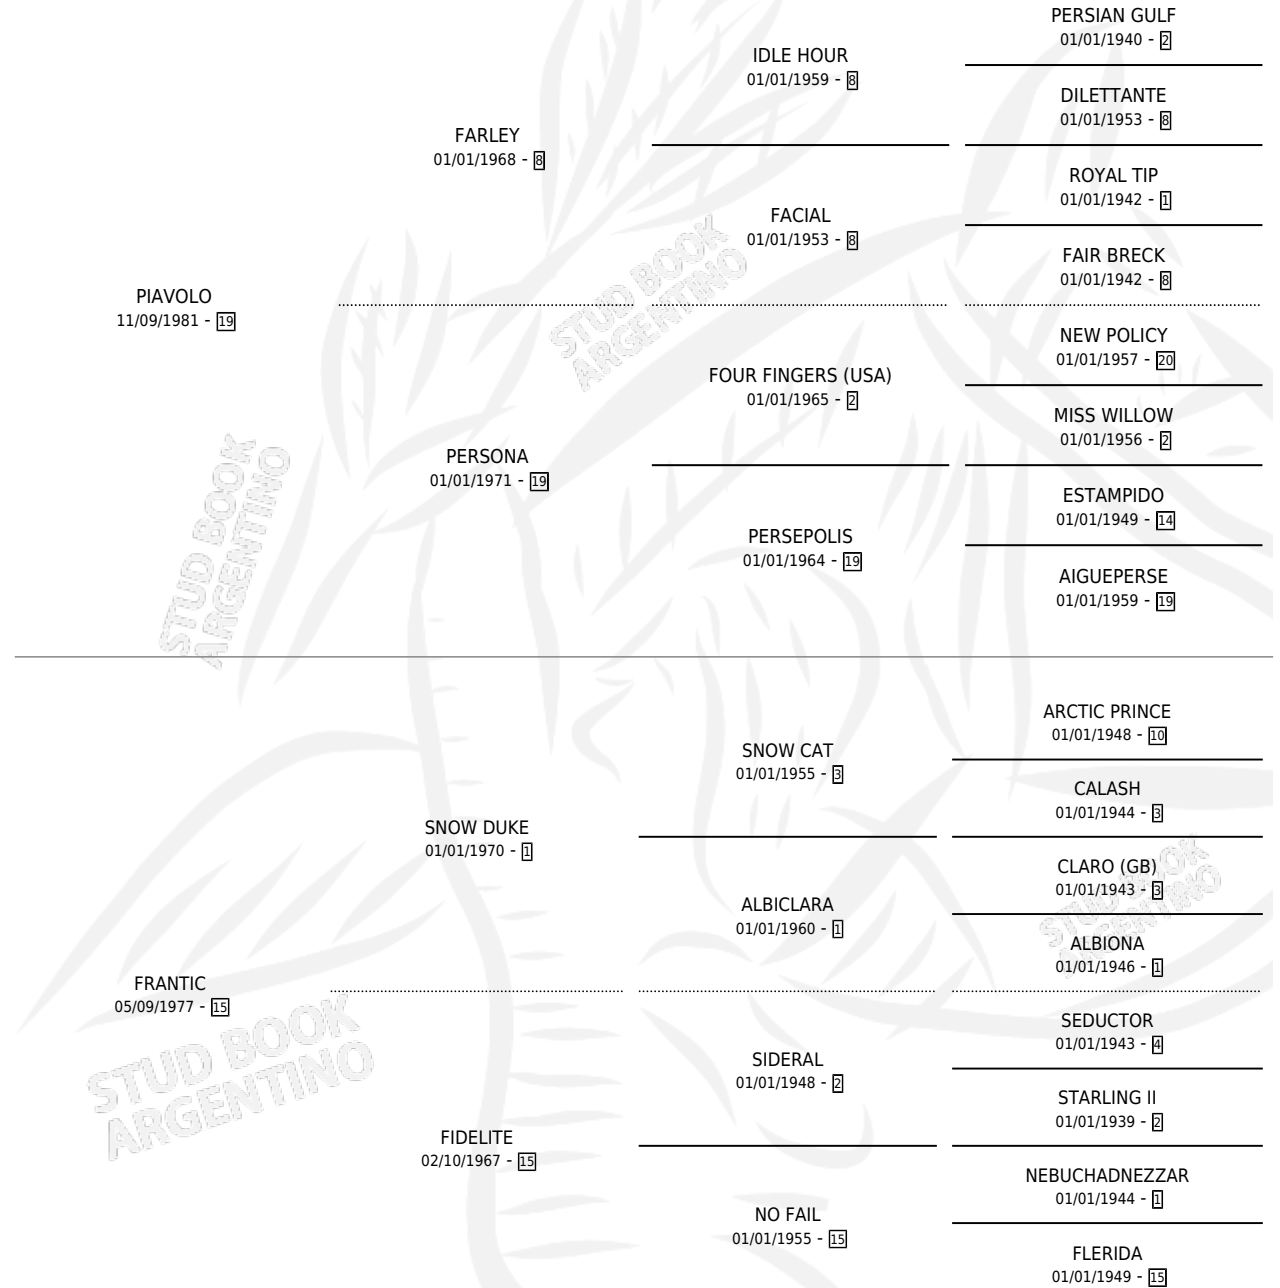 PERSIAN GULF
01/01/1940 - 2
IDLE HOUR
01/01/1959 - 8
DILETTANTE
01/01/1953 - 8
FARLEY
01/01/1968 - 8
ROYAL TIP
01/01/1942 - 1
FACIAL
01/01/1953 - 8
FAIR BRECK
01/01/1942 - 8
PIAVOLO
11/09/1981 - 19
NEW POLICY
01/01/1957 - 20
FOUR FINGERS (USA)
01/01/1965 - 2
MISS WILLOW
01/01/1956 - 2
PERSONA
01/01/1971 - 19
ESTAMPIDO
01/01/1949 - 14
PERSEPOLIS
01/01/1964 - 19
AIGUEPERSE
01/01/1959 - 19
STUD BOOK
ARGENTINO
STUD BOOK
ARGENTINO
ARCTIC PRINCE
01/01/1948 - 10
SNOW CAT
01/01/1955 - 3
CALASH
01/01/1944 - 3
SNOW DUKE
01/01/1970 - 1
CLARO (GB)
01/01/1943 - 3
ALBICLARA
01/01/1960 - 1
ALBIONA
01/01/1946 - 1
FRANTIC
05/09/1977 - 15
SEDUCTOR
01/01/1943 - 4
SIDERAL
01/01/1948 - 2
STARLING II
01/01/1939 - 2
FIDELITE
02/10/1967 - 15
NEBUCHADNEZZAR
01/01/1944 - 1
NO FAIL
01/01/1955 - 15
FLERIDA
01/01/1949 - 15
STUD BOOK
ARGENTINO
STUD BOOK
ARGENTINO